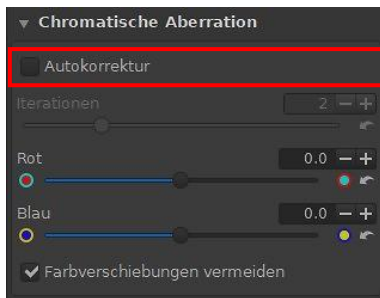 Chromatische Aberration
Autokorrektur
Iterationen 2
Rot 0.0
Blau 0.0
Farbverschiebungen vermeiden